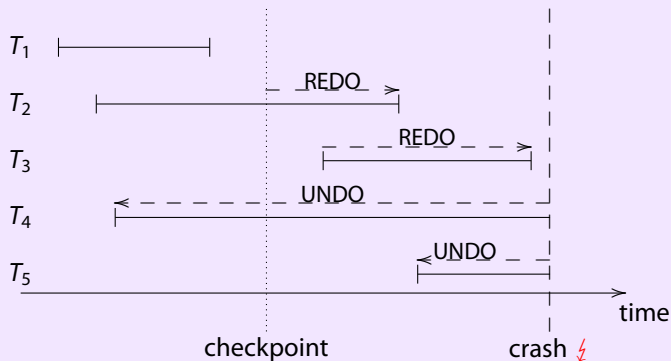 T1
REDO
T2
REDO
T3
UNDO
T4
UNDO
T5
time
checkpoint
crash